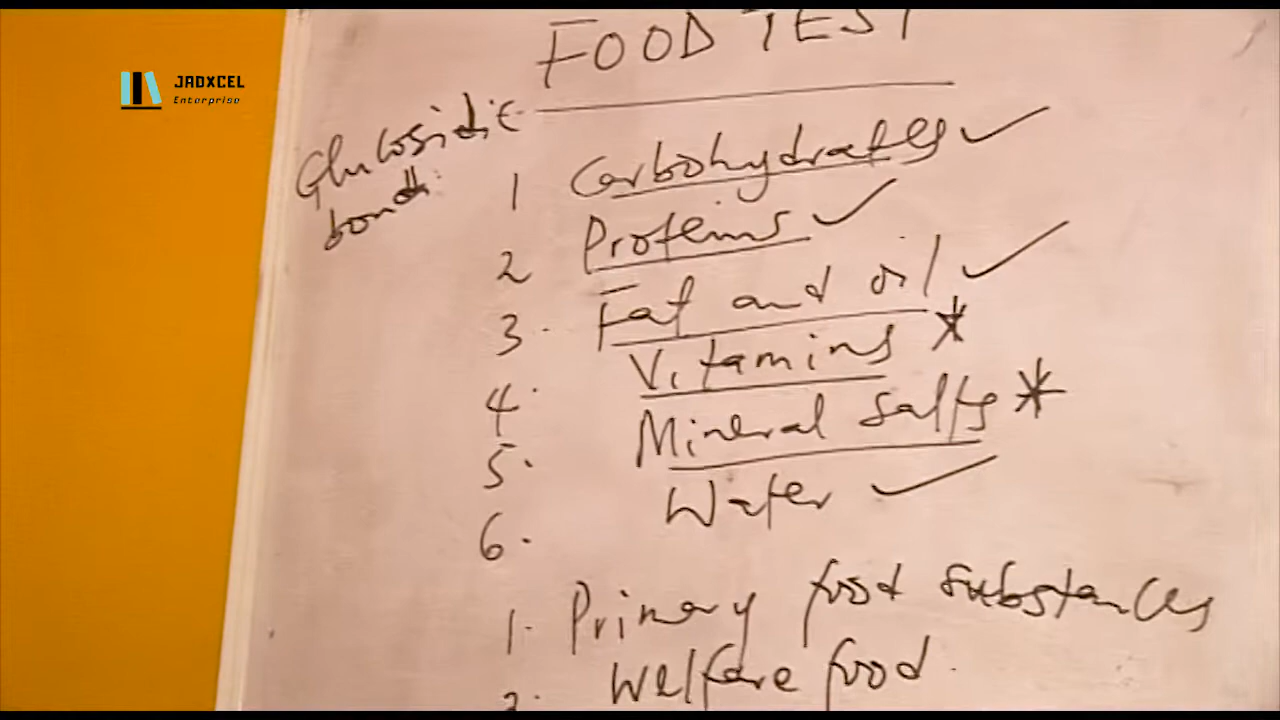 JADXCEL
Enterprise
FOOD TEST
Glucosidic
bond:
1 Carbohydrates ✓
2 Proteins ✓
3. Fat and oil ✓
4. Vitamins *
5. Mineral Salts *
6. Water ✓
1. Primary food substances
2. Welfare food.